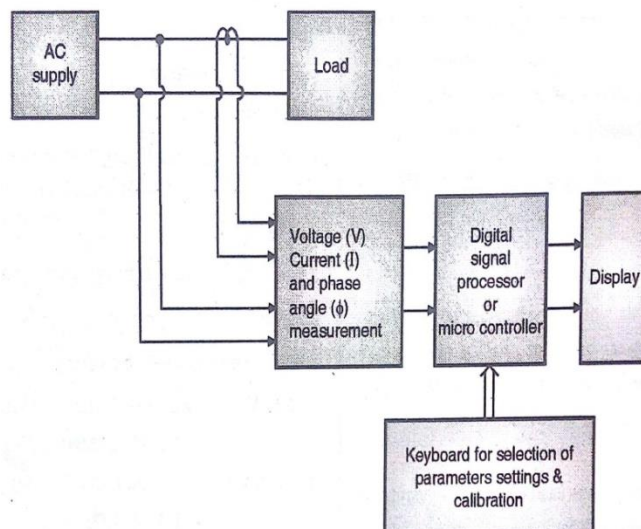 AC
supply
Load
Voltage (V)
Current (I)
and phase
angle (ϕ)
measurement
Digital
signal
processor
or
micro controller
Display
Keyboard for selection of
parameters settings &
calibration